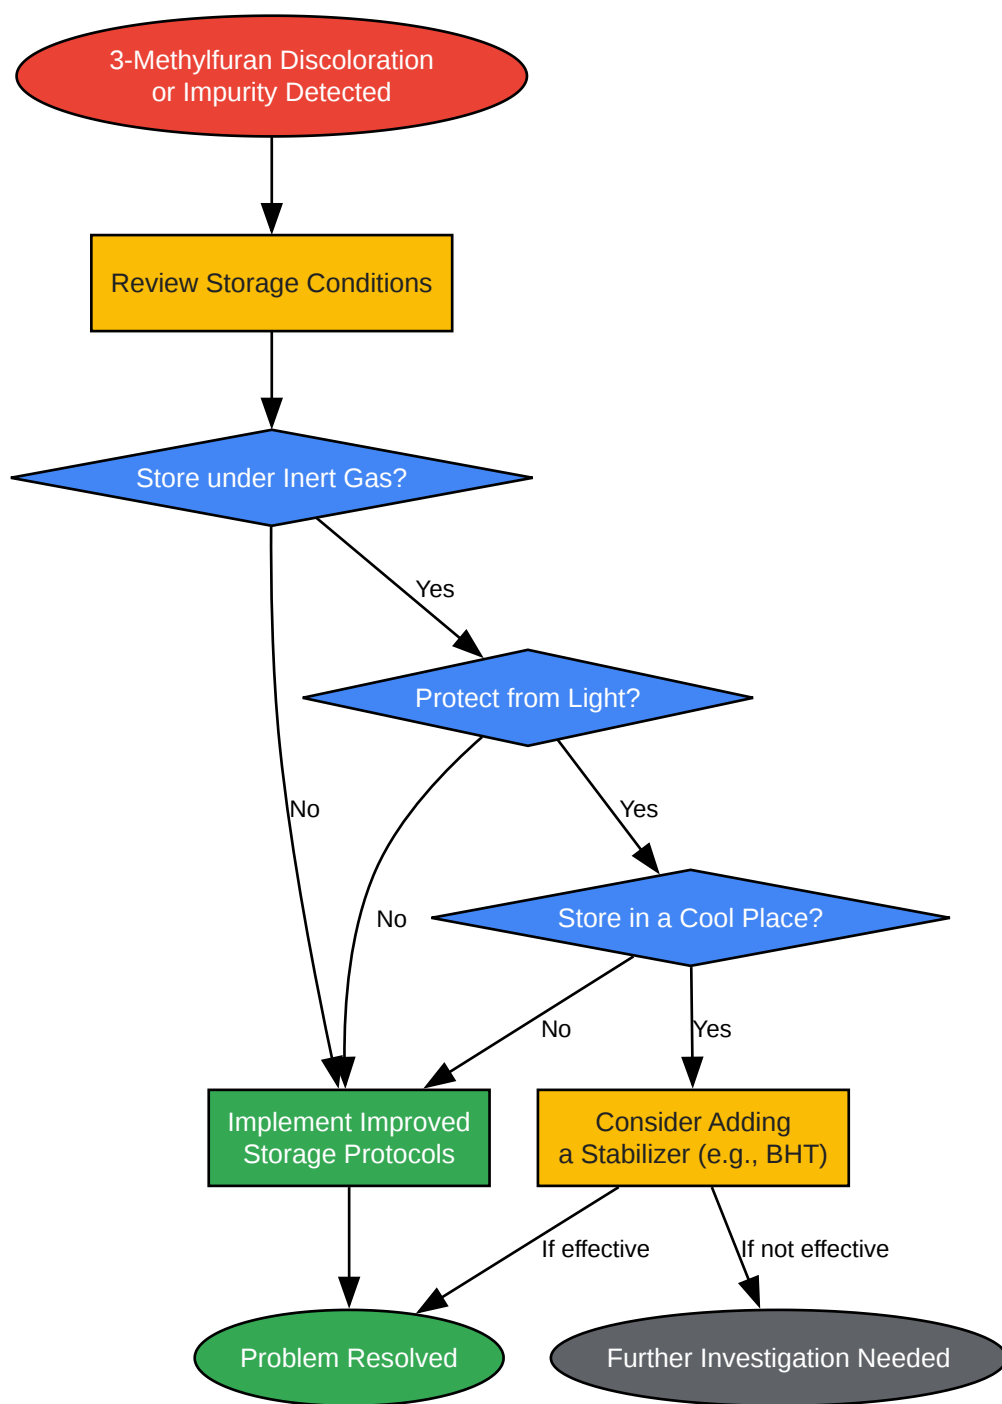 3-Methylfuran Discoloration
or Impurity Detected
Review Storage Conditions
Store under Inert Gas?
Yes
Protect from Light?
No
Yes
No
Store in a Cool Place?
No
Yes
Implement Improved
Storage Protocols
Consider Adding
a Stabilizer (e.g., BHT)
If effective
If not effective
Problem Resolved
Further Investigation Needed